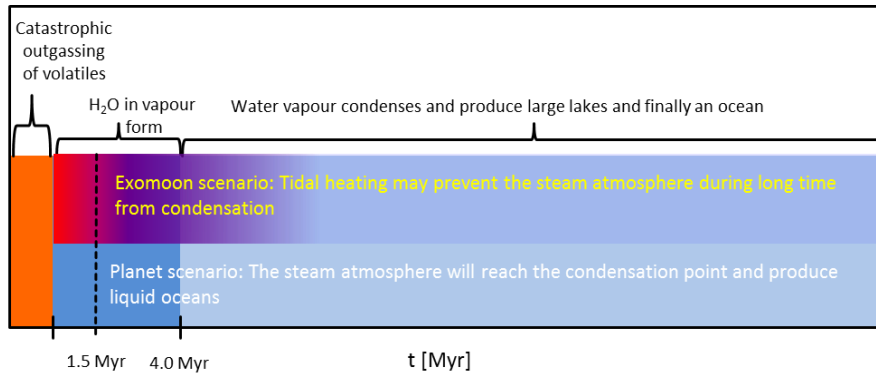 Catastrophic
outgassing
of volatiles
H₂O in vapour
form
Water vapour condenses and produce large lakes and finally an ocean
Exomoon scenario: Tidal heating may prevent the steam atmosphere during long time
from condensation
Planet scenario: The steam atmosphere will reach the condensation point and produce
liquid oceans
1.5 Myr
4.0 Myr
t [Myr]